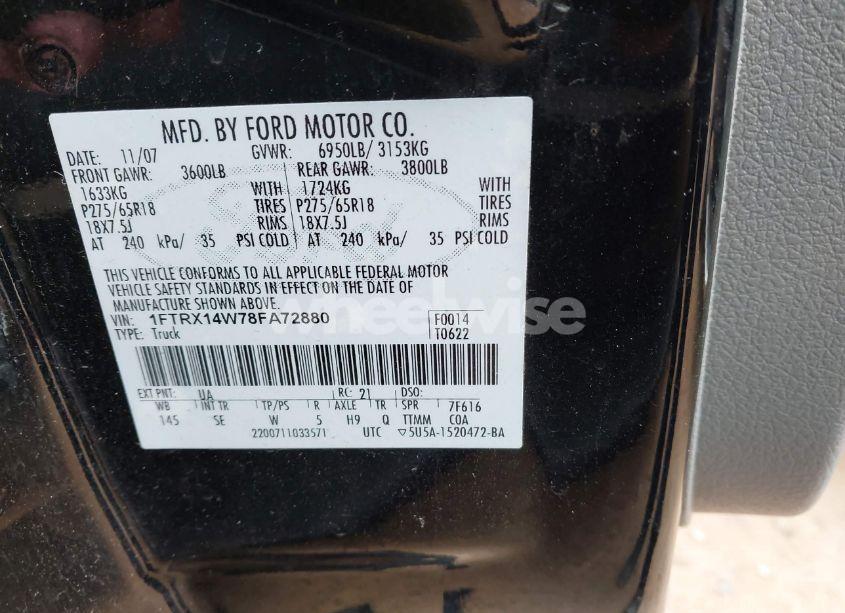 MFD. BY FORD MOTOR CO.
DATE: 11/07 GVWR: 6950LB/ 3153KG
FRONT GAWR: 3600LB REAR GAWR: 3800LB
1633KG WITH 1724KG WITH
P275/65R18 TIRES P275/65R18 TIRES
18X7.5J RIMS 18X7.5J RIMS
AT 240 kPa/ 35 PSI COLD AT 240 kPa/ 35 PSI COLD
THIS VEHICLE CONFORMS TO ALL APPLICABLE FEDERAL MOTOR
VEHICLE SAFETY STANDARDS IN EFFECT ON THE DATE OF
MANUFACTURE SHOWN ABOVE.
VIN: 1FTRX14W78FA72880 F0014
TYPE: Truck T0622
EXT PNT: UA RC: 21 DSO:
WB INT TR TP/PS R AXLE TR SPR 7F616
145 SE W 5 H9 Q TTMM COA
2200711033571 UTC ▽5U5A-1520472-BA
wheelwise